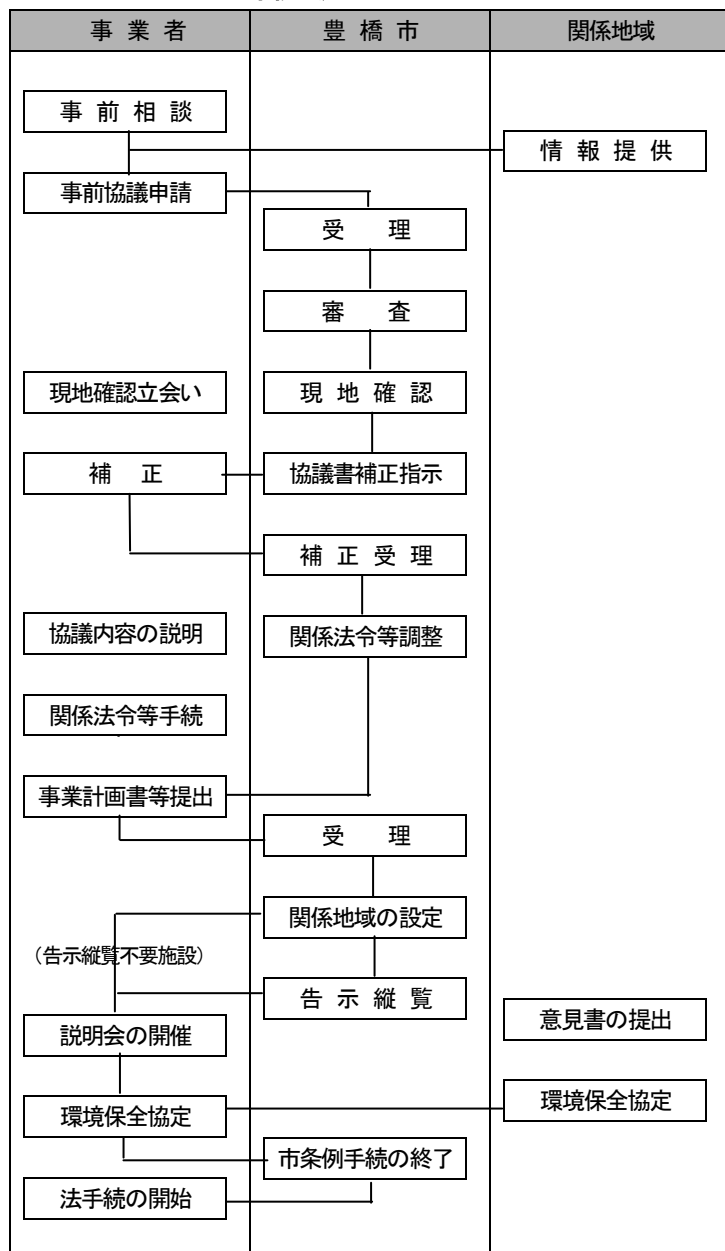 事 業 者
豊 橋 市
関係地域
事 前 相 談
情 報 提 供
事前協議申請
受 理
審 査
現地確認立会い
現 地 確 認
補 正
協議書補正指示
補 正 受 理
協議内容の説明
関係法令等調整
関係法令等手続
事業計画書等提出
受 理
関係地域の設定
（告示縦覧不要施設）
告 示 縦 覧
意見書の提出
説明会の開催
環境保全協定
環境保全協定
市条例手続の終了
法手続の開始